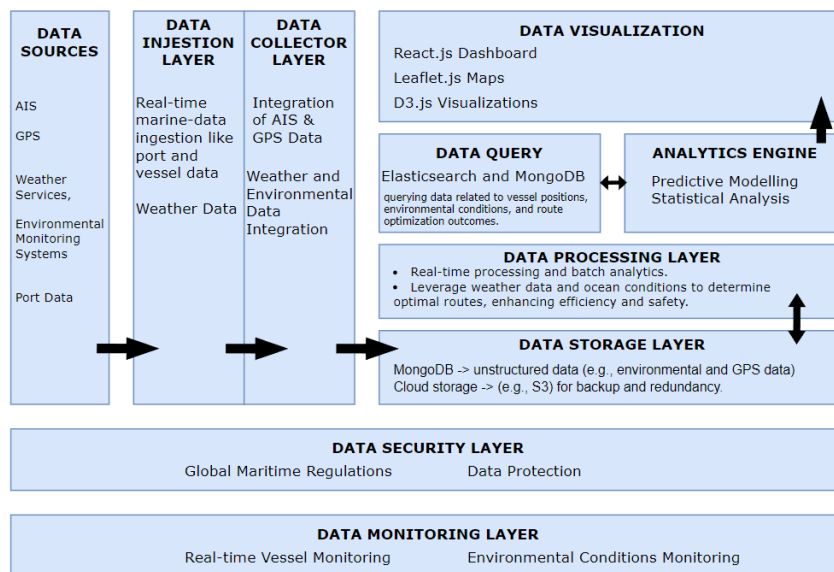 DATA
SOURCES
AIS
GPS
Weather
Services,
Environmental
Monitoring
Systems
Port Data
DATA
INJESTION
LAYER
Real-time
marine-data
ingestion like
port and
vessel data
Weather Data
DATA
COLLECTOR
LAYER
Integration
of AIS &
GPS Data
Weather and
Environmental
Data
Integration
DATA VISUALIZATION
React.js Dashboard
Leaflet.js Maps
D3.js Visualizations
DATA QUERY
Elasticsearch and MongoDB
querying data related to vessel positions,
environmental conditions, and route
optimization outcomes.
ANALYTICS ENGINE
Predictive Modelling
Statistical Analysis
DATA PROCESSING LAYER
• Real-time processing and batch analytics.
• Leverage weather data and ocean conditions to determine
optimal routes, enhancing efficiency and safety.
DATA STORAGE LAYER
MongoDB -> unstructured data (e.g., environmental and GPS data)
Cloud storage -> (e.g., S3) for backup and redundancy.
DATA SECURITY LAYER
Global Maritime Regulations Data Protection
DATA MONITORING LAYER
Real-time Vessel Monitoring Environmental Conditions Monitoring